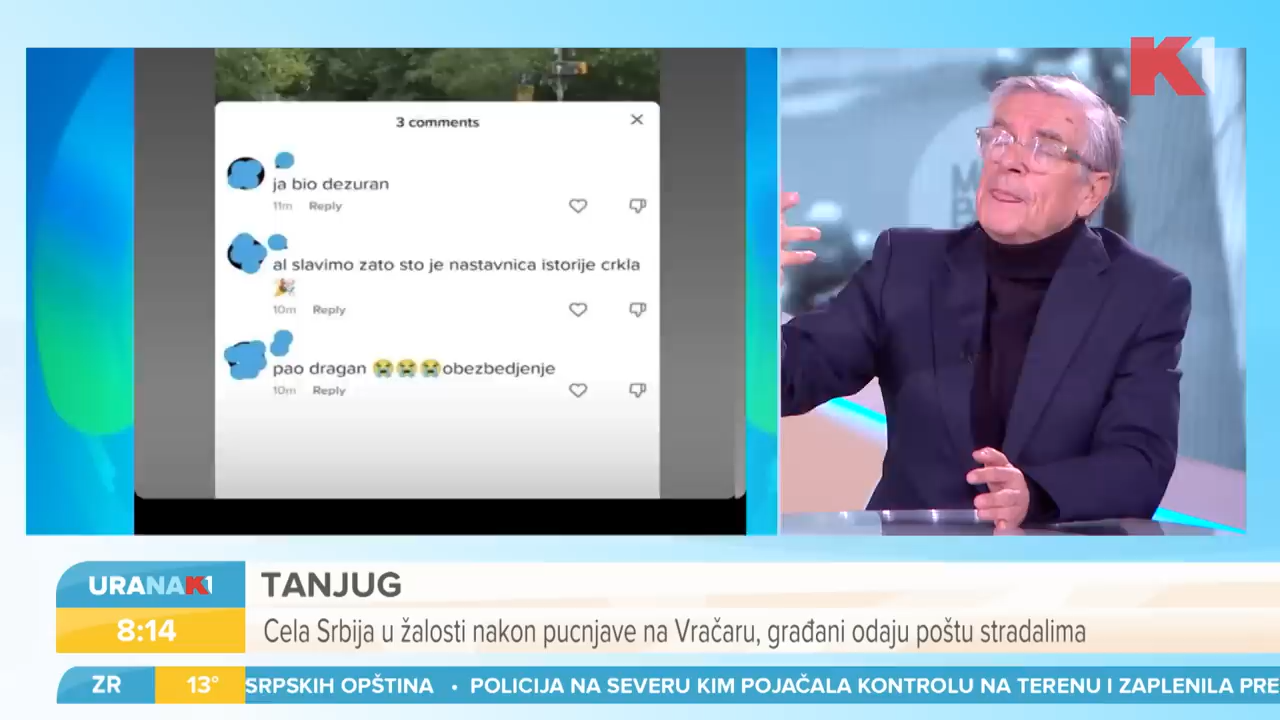 K1
3 comments
ja bio dezuran
11m Reply
al slavimo zato sto je nastavnica istorije crkla
10m Reply
pao dragan 😭😭😭obezbedjenje
10m Reply
URANAK1
TANJUG
8:14
Cela Srbija u žalosti nakon pucnjave na Vračaru, građani odaju poštu stradalima
ZR 13° SRPSKIH OPŠTINA • POLICIJA NA SEVERU KIM POJAČALA KONTROLU NA TERENU I ZAPLENILA PRE